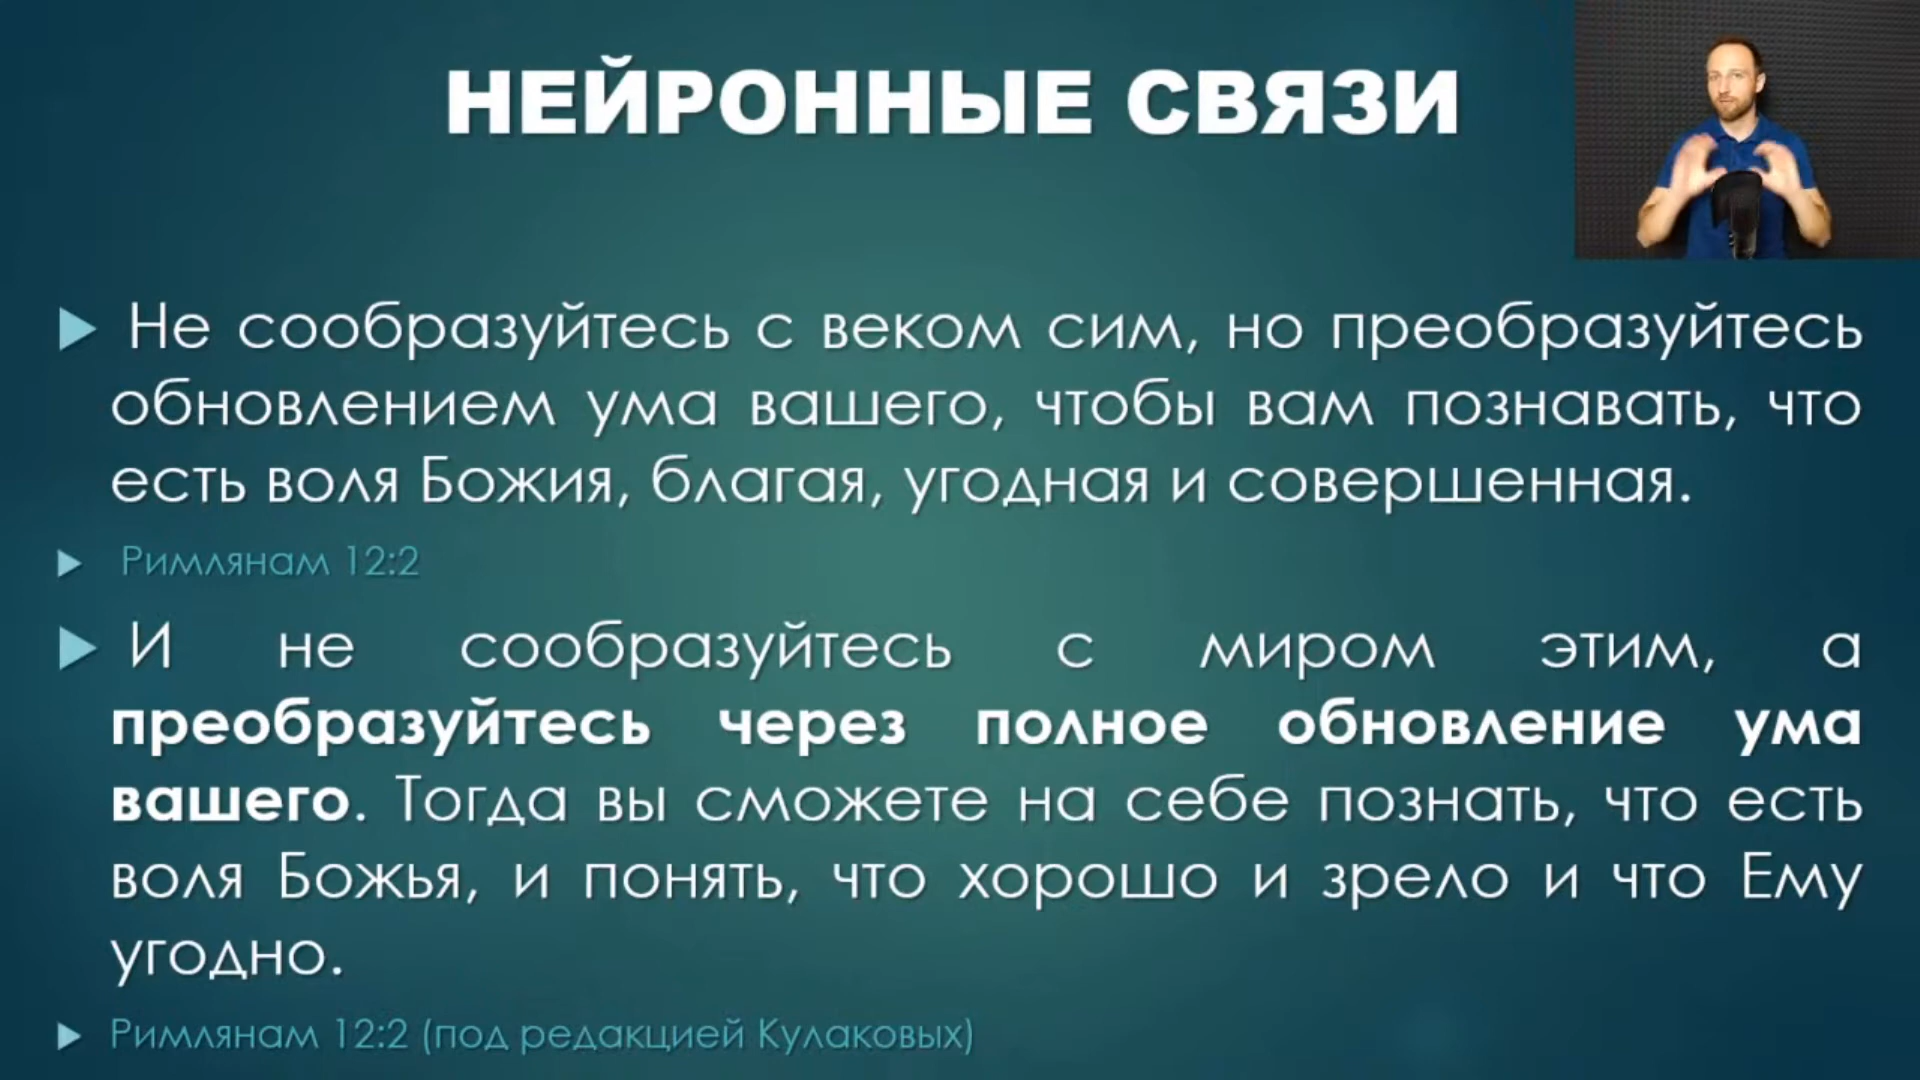 НЕЙРОННЫЕ СВЯЗИ
Не сообразуйтесь с веком сим, но преобразуйтесь
обновлением ума вашего, чтобы вам познавать, что
есть воля Божия, благая, угодная и совершенная.
Римлянам 12:2
И не сообразуйтесь с миром этим, а
преобразуйтесь через полное обновление ума
вашего. Тогда вы сможете на себе познать, что есть
воля Божья, и понять, что хорошо и зрело и что Ему
угодно.
Римлянам 12:2 (под редакцией Кулаковых)